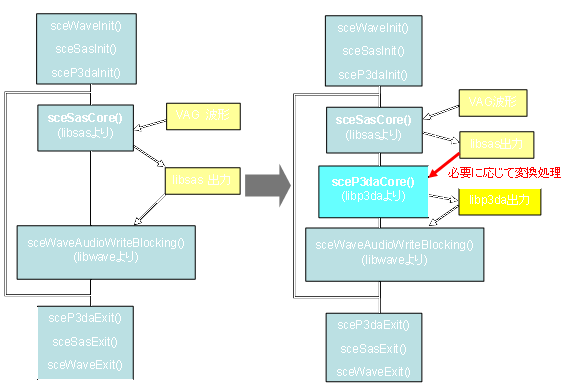 sceWaveInit()
sceSasInit()
sceP3daInit()
sceSasCore()
(libsasより)
sceWaveAudioWriteBlocking()
(libwaveより)
sceP3daExit()
sceSasExit()
sceWaveExit()
sceWaveInit()
sceSasInit()
sceP3daInit()
sceSasCore()
(libsasより)
VAG波形
libsas出力
必要に応じて変換処理
sceP3daCore()
(libp3daより)
libp3da出力
sceWaveAudioWriteBlocking()
(libwaveより)
sceP3daExit()
sceSasExit()
sceWaveExit()